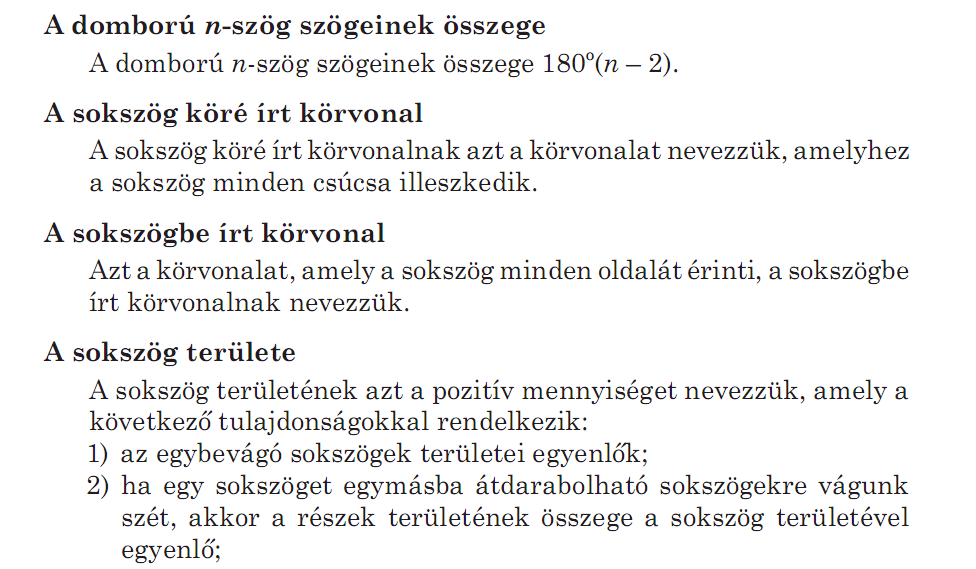 A domború n-szög szögeinek összege
A domború n-szög szögeinek összege 180º(n – 2).
A sokszög köré írt körvonal
A sokszög köré írt körvonalnak azt a körvonalat nevezzük, amelyhez
a sokszög minden csúcsa illeszkedik.
A sokszögbe írt körvonal
Azt a körvonalat, amely a sokszög minden oldalát érinti, a sokszögbe
írt körvonalnak nevezzük.
A sokszög területe
A sokszög területének azt a pozitív mennyiséget nevezzük, amely a
következő tulajdonságokkal rendelkezik:
1) az egybevágó sokszögek területei egyenlők;
2) ha egy sokszöget egymásba átdarabolható sokszögekre vágunk
szét, akkor a részek területének összege a sokszög területével
egyenlő;